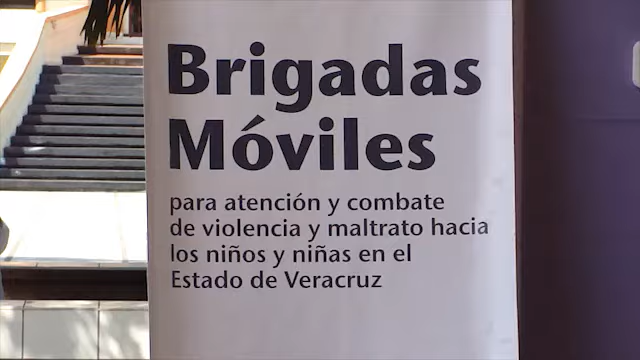 Brigadas
Móviles
para atención y combate
de violencia y maltrato hacia
los niños y niñas en el
Estado de Veracruz